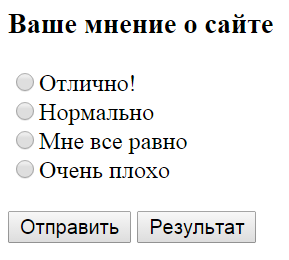 Ваше мнение о сайте
Отлично!
Нормально
Мне все равно
Очень плохо
Отправить Результат